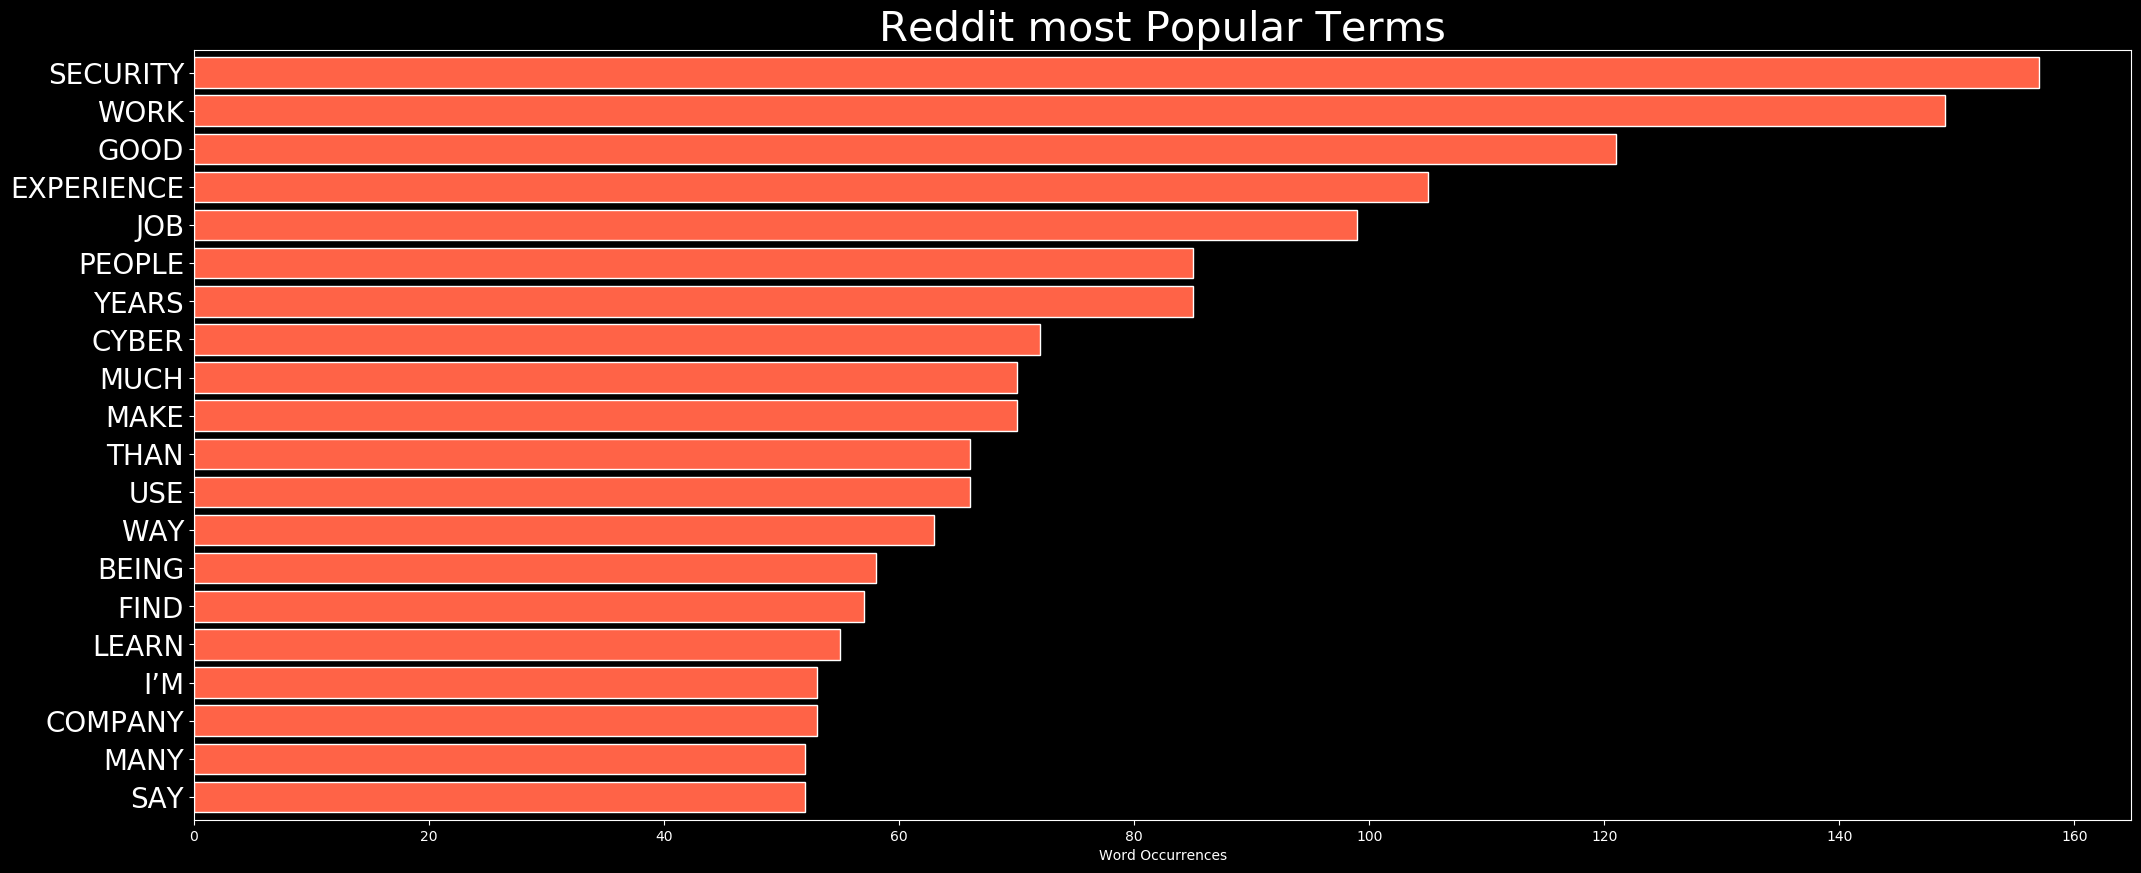 Reddit most Popular Terms
SECURITY
WORK
GOOD
EXPERIENCE
JOB
PEOPLE
YEARS
CYBER
MUCH
MAKE
THAN
USE
WAY
BEING
FIND
LEARN
I’M
COMPANY
MANY
SAY
0 20 40 60 80 100 120 140 160
Word Occurrences